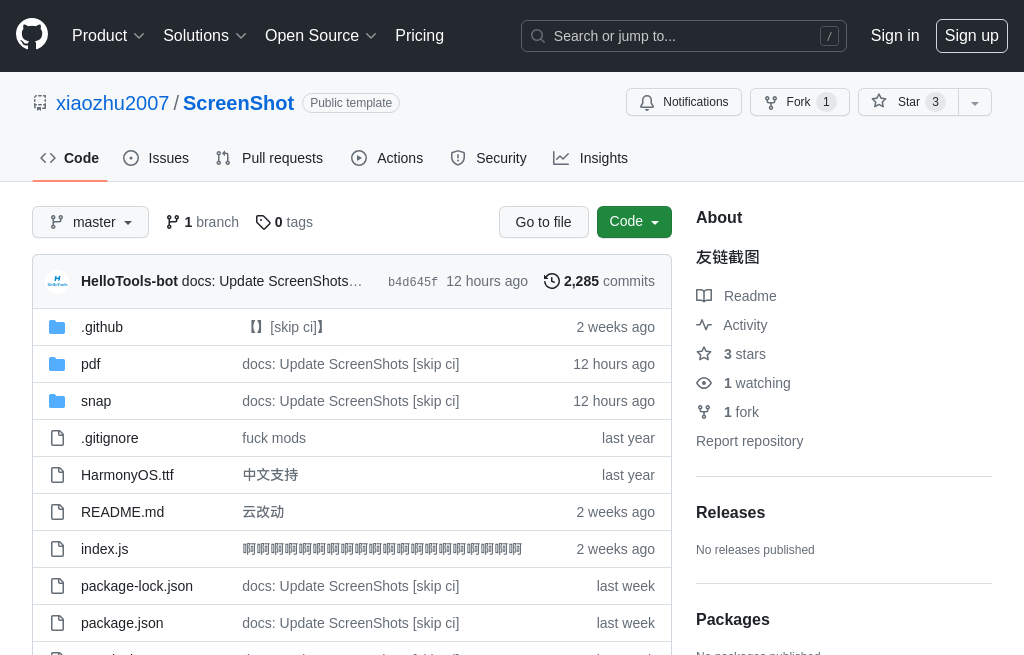 Product Solutions Open Source Pricing Search or jump to... / Sign in Sign up
xiaozhu2007 / ScreenShot Public template Notifications Fork 1 Star 3
Code Issues Pull requests Actions Security Insights
master 1 branch 0 tags Go to file Code
HelloTools-bot docs: Update ScreenShots… b4d645f 12 hours ago 2,285 commits
.github 【】[skip ci]】 2 weeks ago
pdf docs: Update ScreenShots [skip ci] 12 hours ago
snap docs: Update ScreenShots [skip ci] 12 hours ago
.gitignore fuck mods last year
HarmonyOS.ttf 中文支持 last year
README.md 云改动 2 weeks ago
index.js 啊啊啊啊啊啊啊啊啊啊啊啊啊啊啊啊啊啊啊啊 2 weeks ago
package-lock.json docs: Update ScreenShots [skip ci] last week
package.json docs: Update ScreenShots [skip ci] last week
About
友链截图
Readme
Activity
3 stars
1 watching
1 fork
Report repository
Releases
No releases published
Packages
No packages published